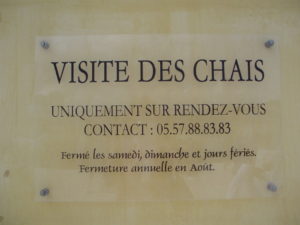 VISITE DES CHAIS
UNIQUEMENT SUR RENDEZ-VOUS
CONTACT : 05.57.88.83.83
Fermé les samedi, dimanche et jours fériés.
Fermeture annuelle en Août.